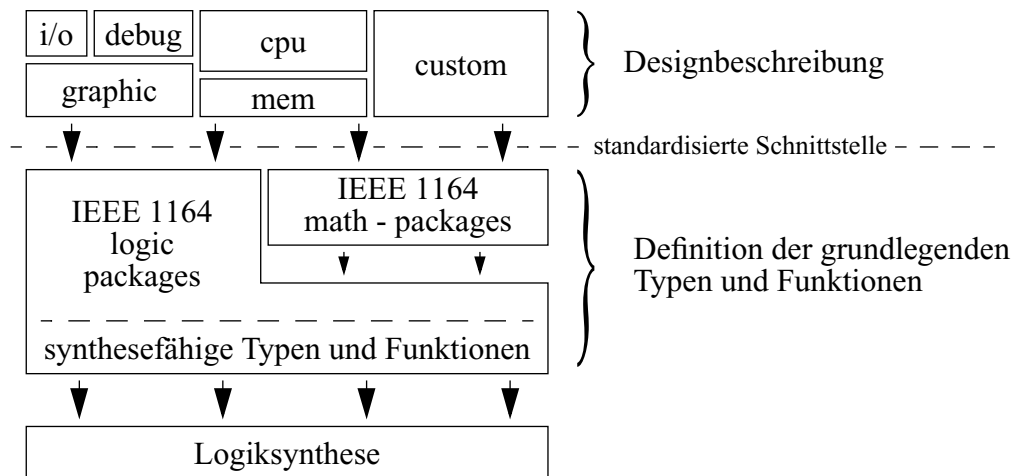 i/o
debug
cpu
custom
graphic
mem
Designbeschreibung
standardisierte Schnittstelle
IEEE 1164
logic
packages
IEEE 1164
math - packages
Definition der grundlegenden
Typen und Funktionen
synthesefähige Typen und Funktionen
Logiksynthese